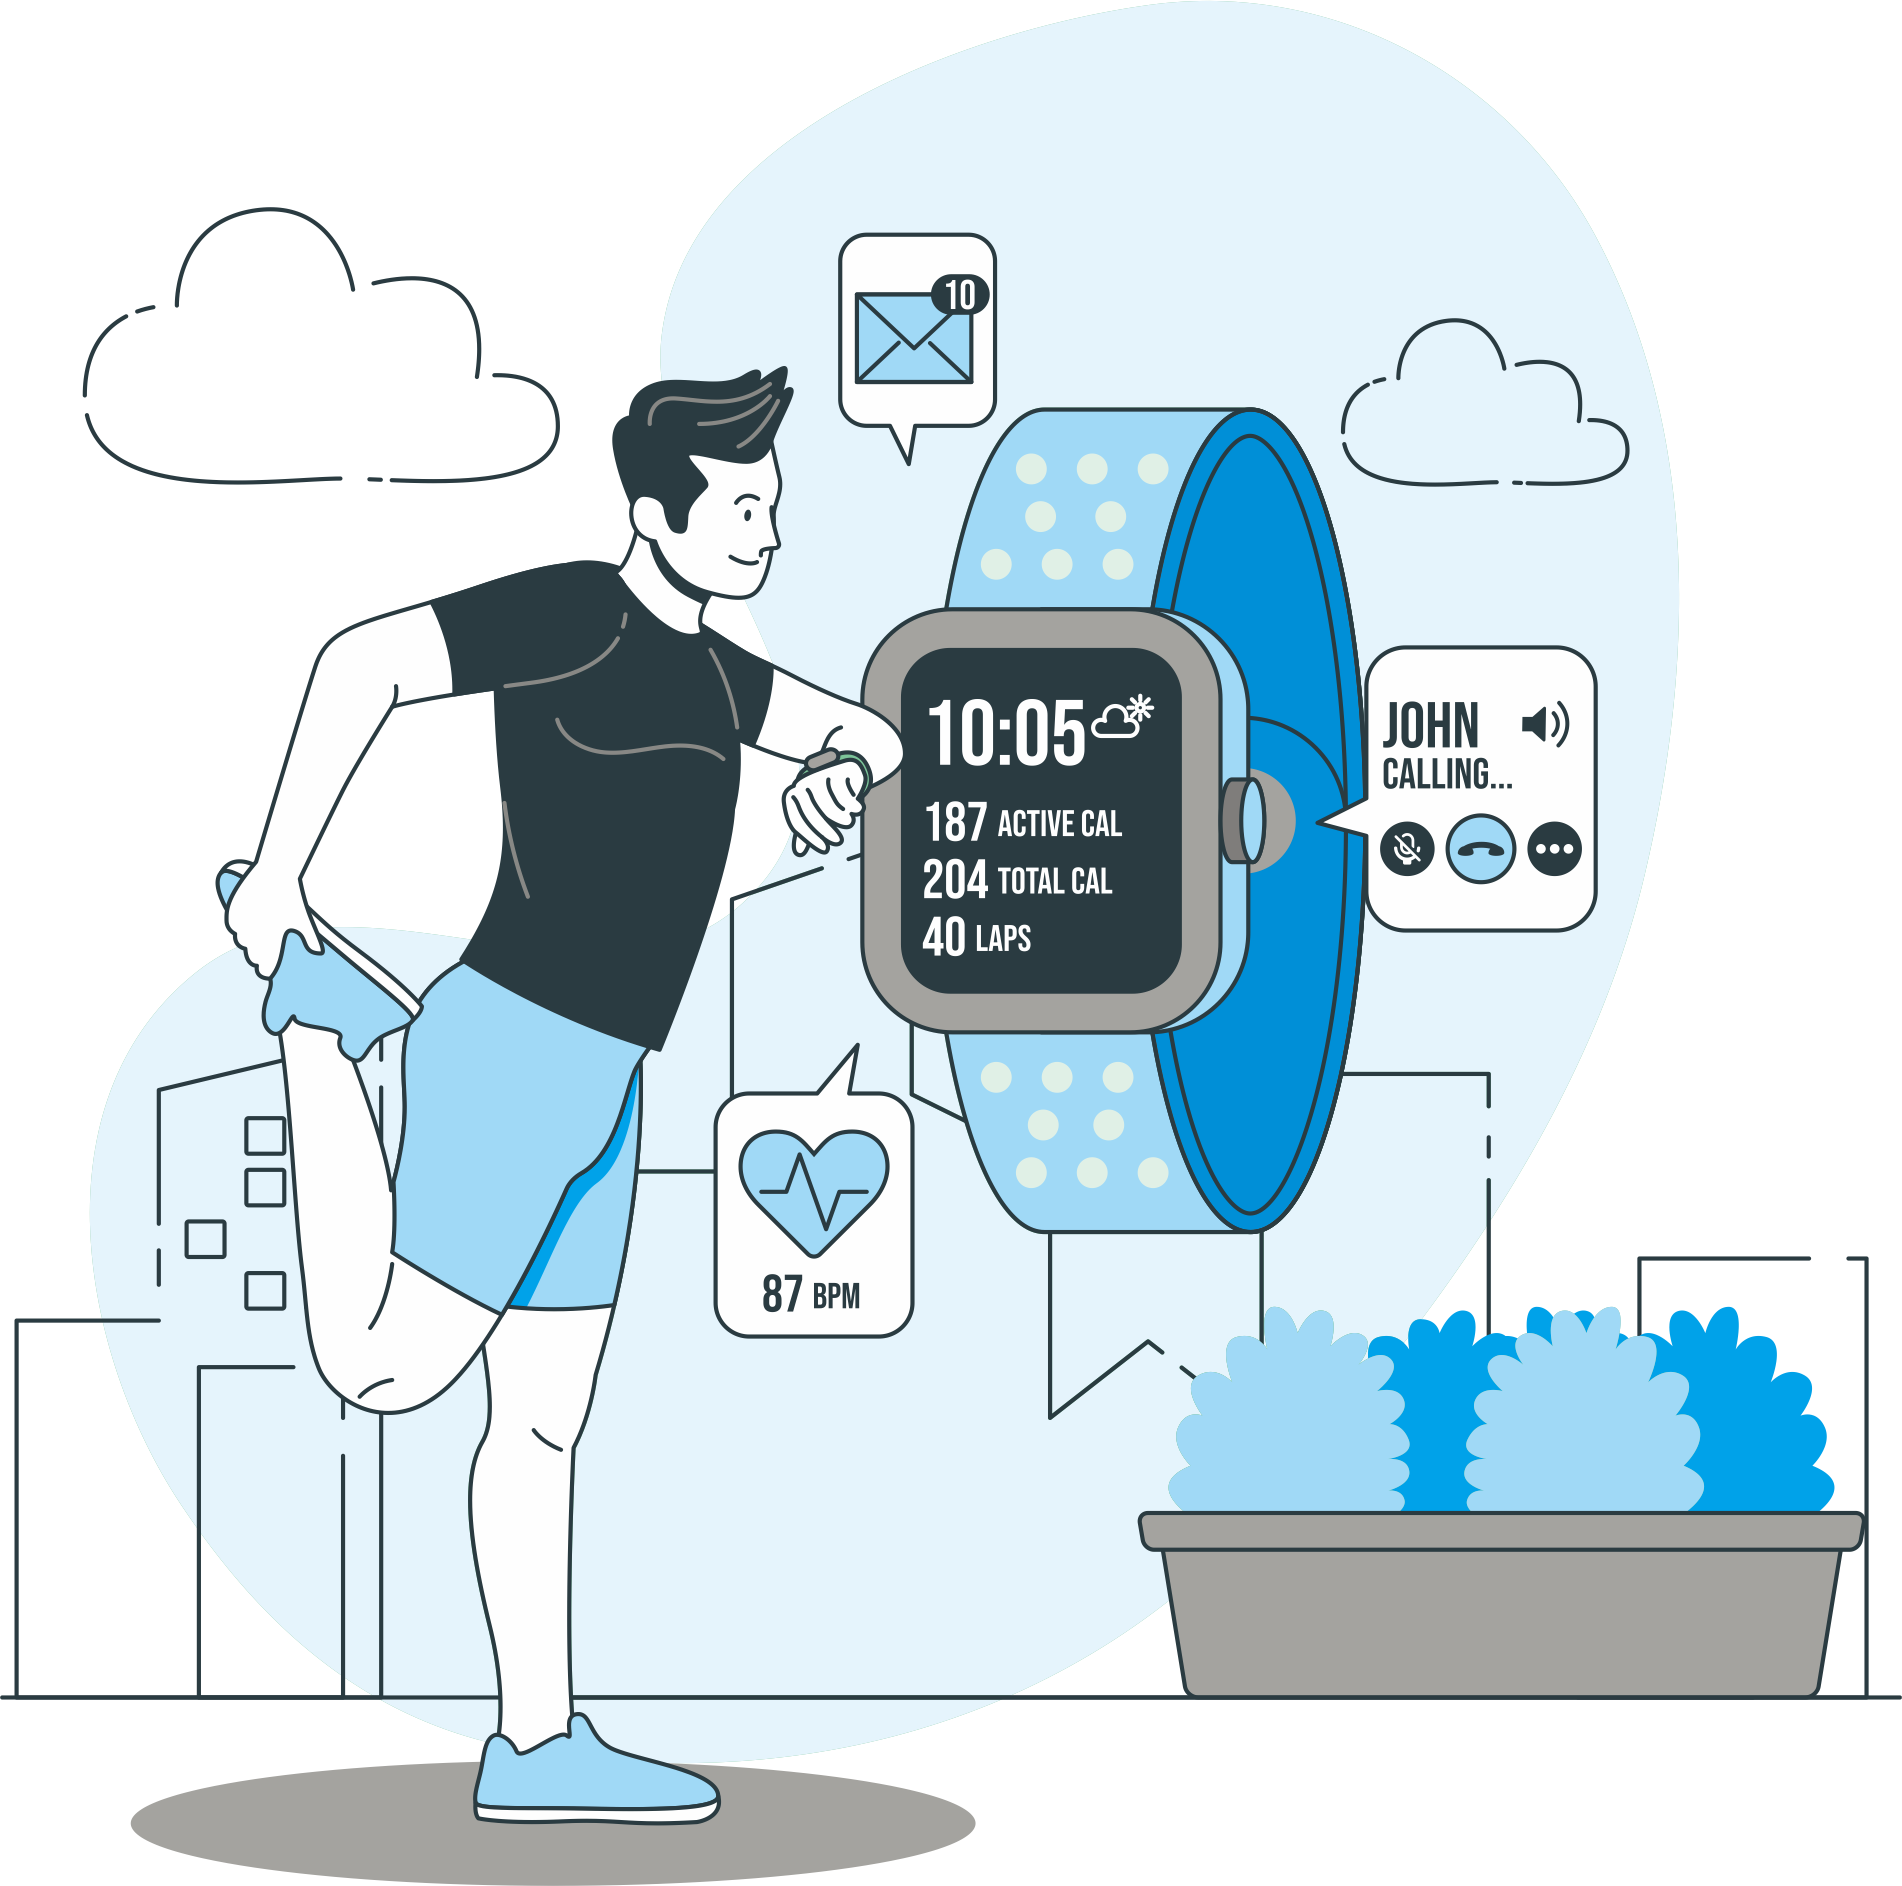 10
10:05
187 ACTIVE CAL
204 TOTAL CAL
40 LAPS
JOHN
CALLING...
87 BPM